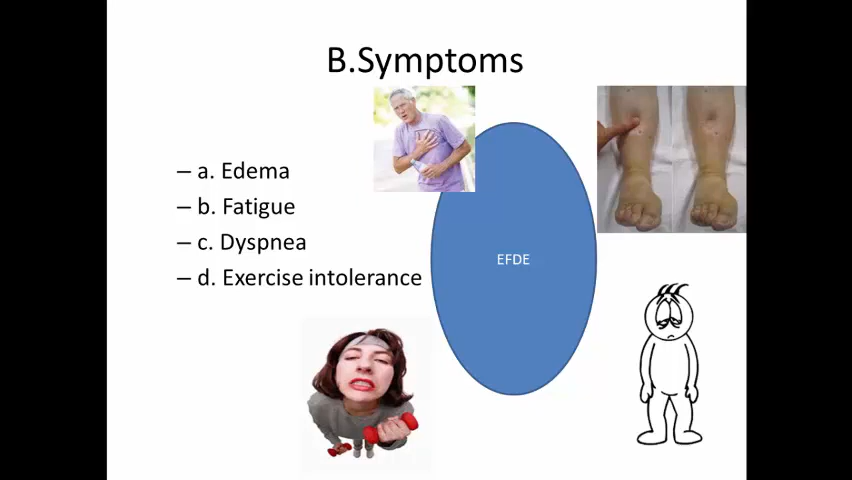 B.Symptoms
– a. Edema
– b. Fatigue
– c. Dyspnea
– d. Exercise intolerance
EFDE